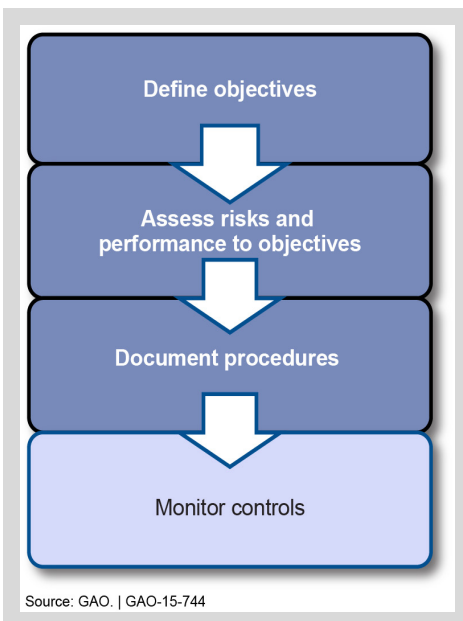 Define objectives
Assess risks and
performance to objectives
Document procedures
Monitor controls
Source: GAO. | GAO-15-744